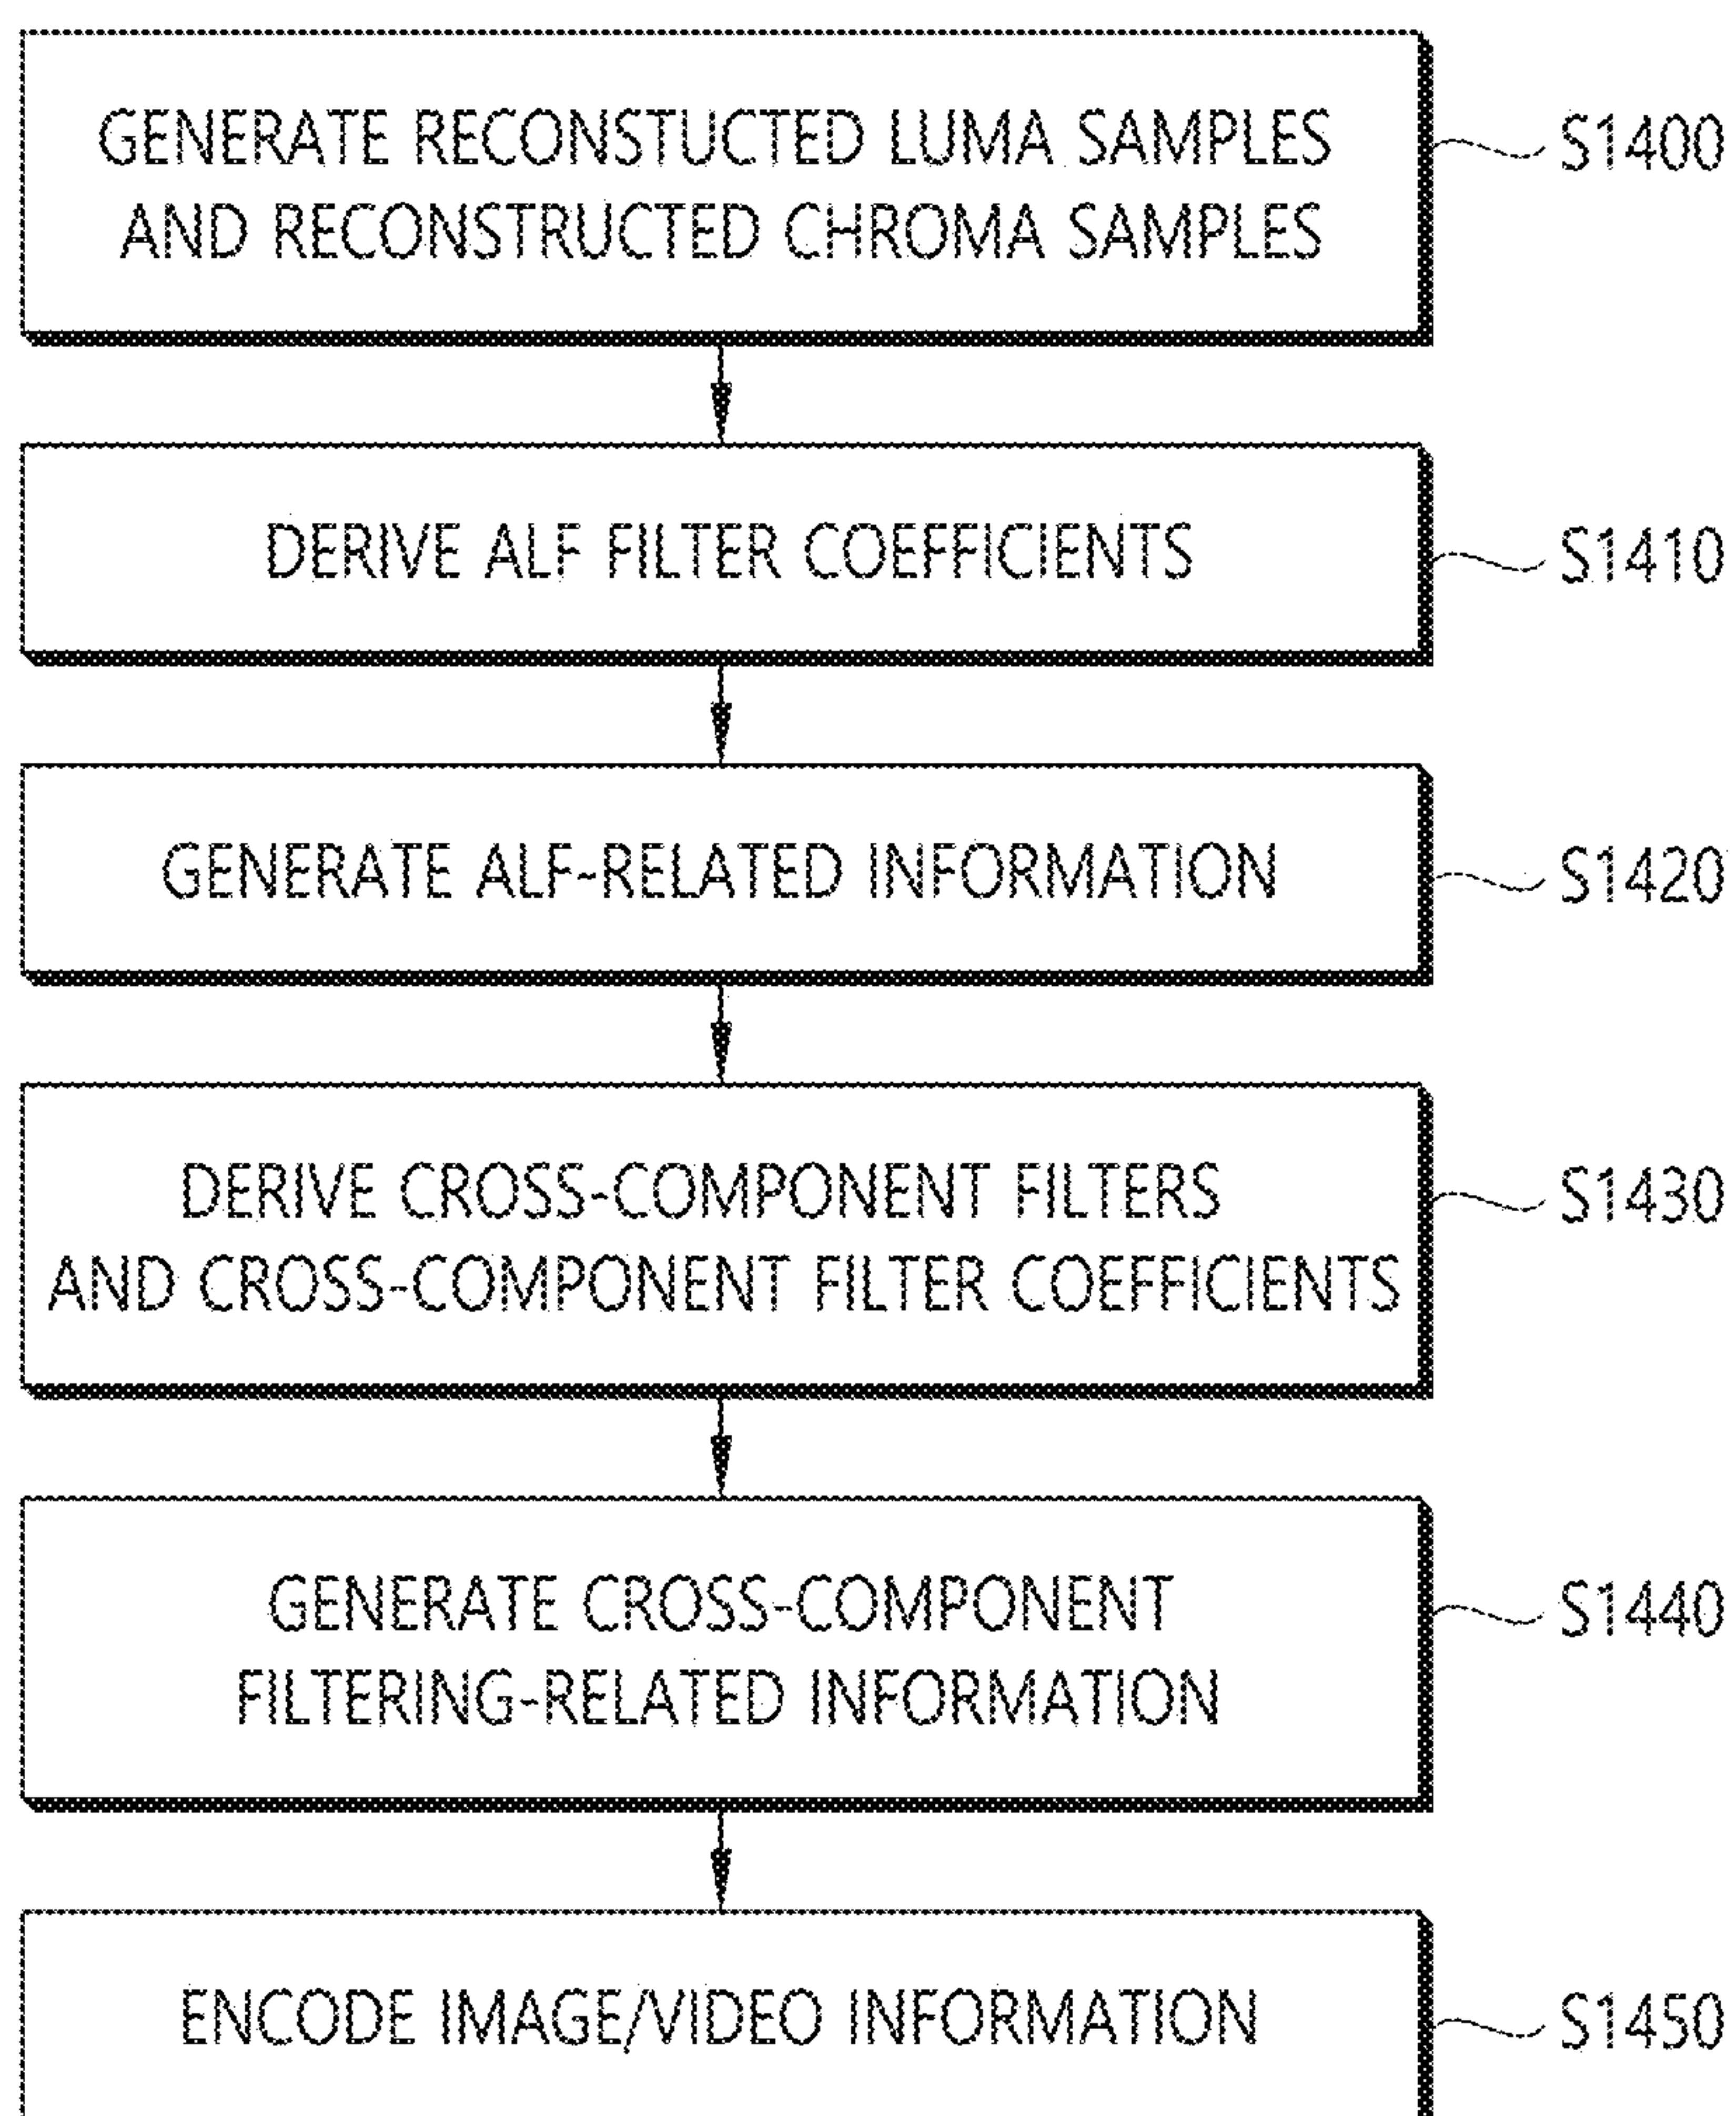 GENERATE RECONSTUCTED LUMA SAMPLES
AND RECONSTRUCTED CHROMA SAMPLES
S1400
DERIVE ALF FILTER COEFFICIENTS
S1410
GENERATE ALF-RELATED INFORMATION
S1420
DERIVE CROSS-COMPONENT FILTERS
AND CROSS-COMPONENT FILTER COEFFICIENTS
S1430
GENERATE CROSS-COMPONENT
FILTERING-RELATED INFORMATION
S1440
ENCODE IMAGE/VIDEO INFORMATION
S1450